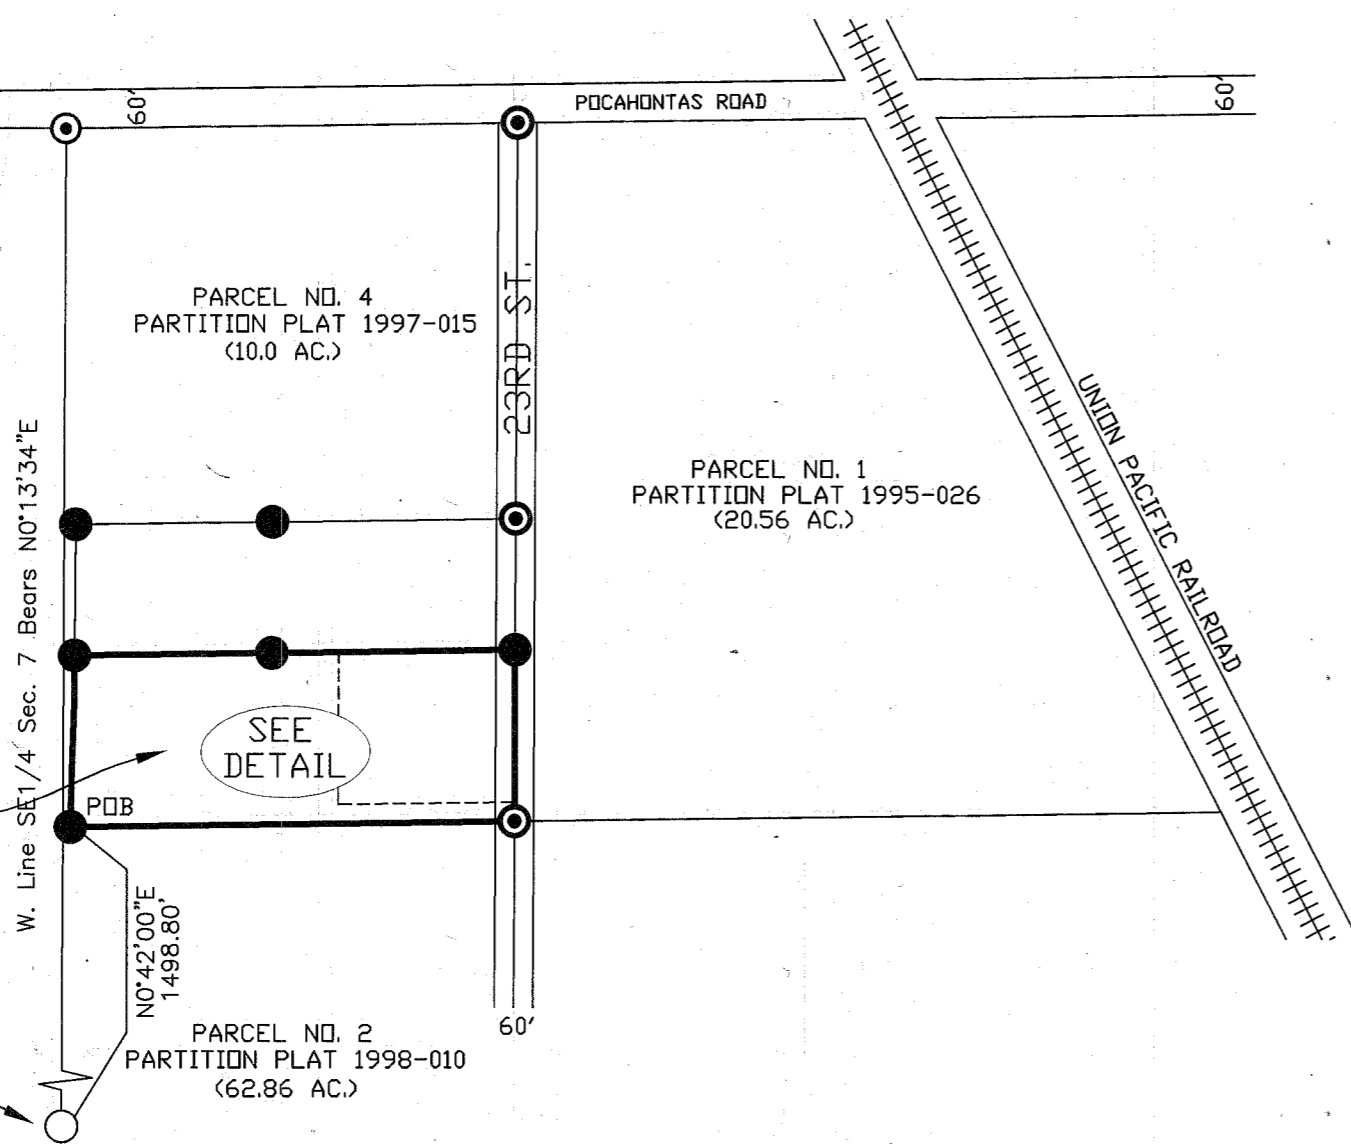 60'
POCAHONTAS ROAD
60'
23RD ST.
PARCEL NO. 4
PARTITION PLAT 1997-015
(10.0 AC.)
PARCEL NO. 1
PARTITION PLAT 1995-026
(20.56 AC.)
UNION PACIFIC RAILROAD
W. Line SE1/4 Sec. 7 Bears N0°13'34"E
SEE
DETAIL
POB
N0°42'00"E
1498.80'
60'
PARCEL NO. 2
PARTITION PLAT 1998-010
(62.86 AC.)